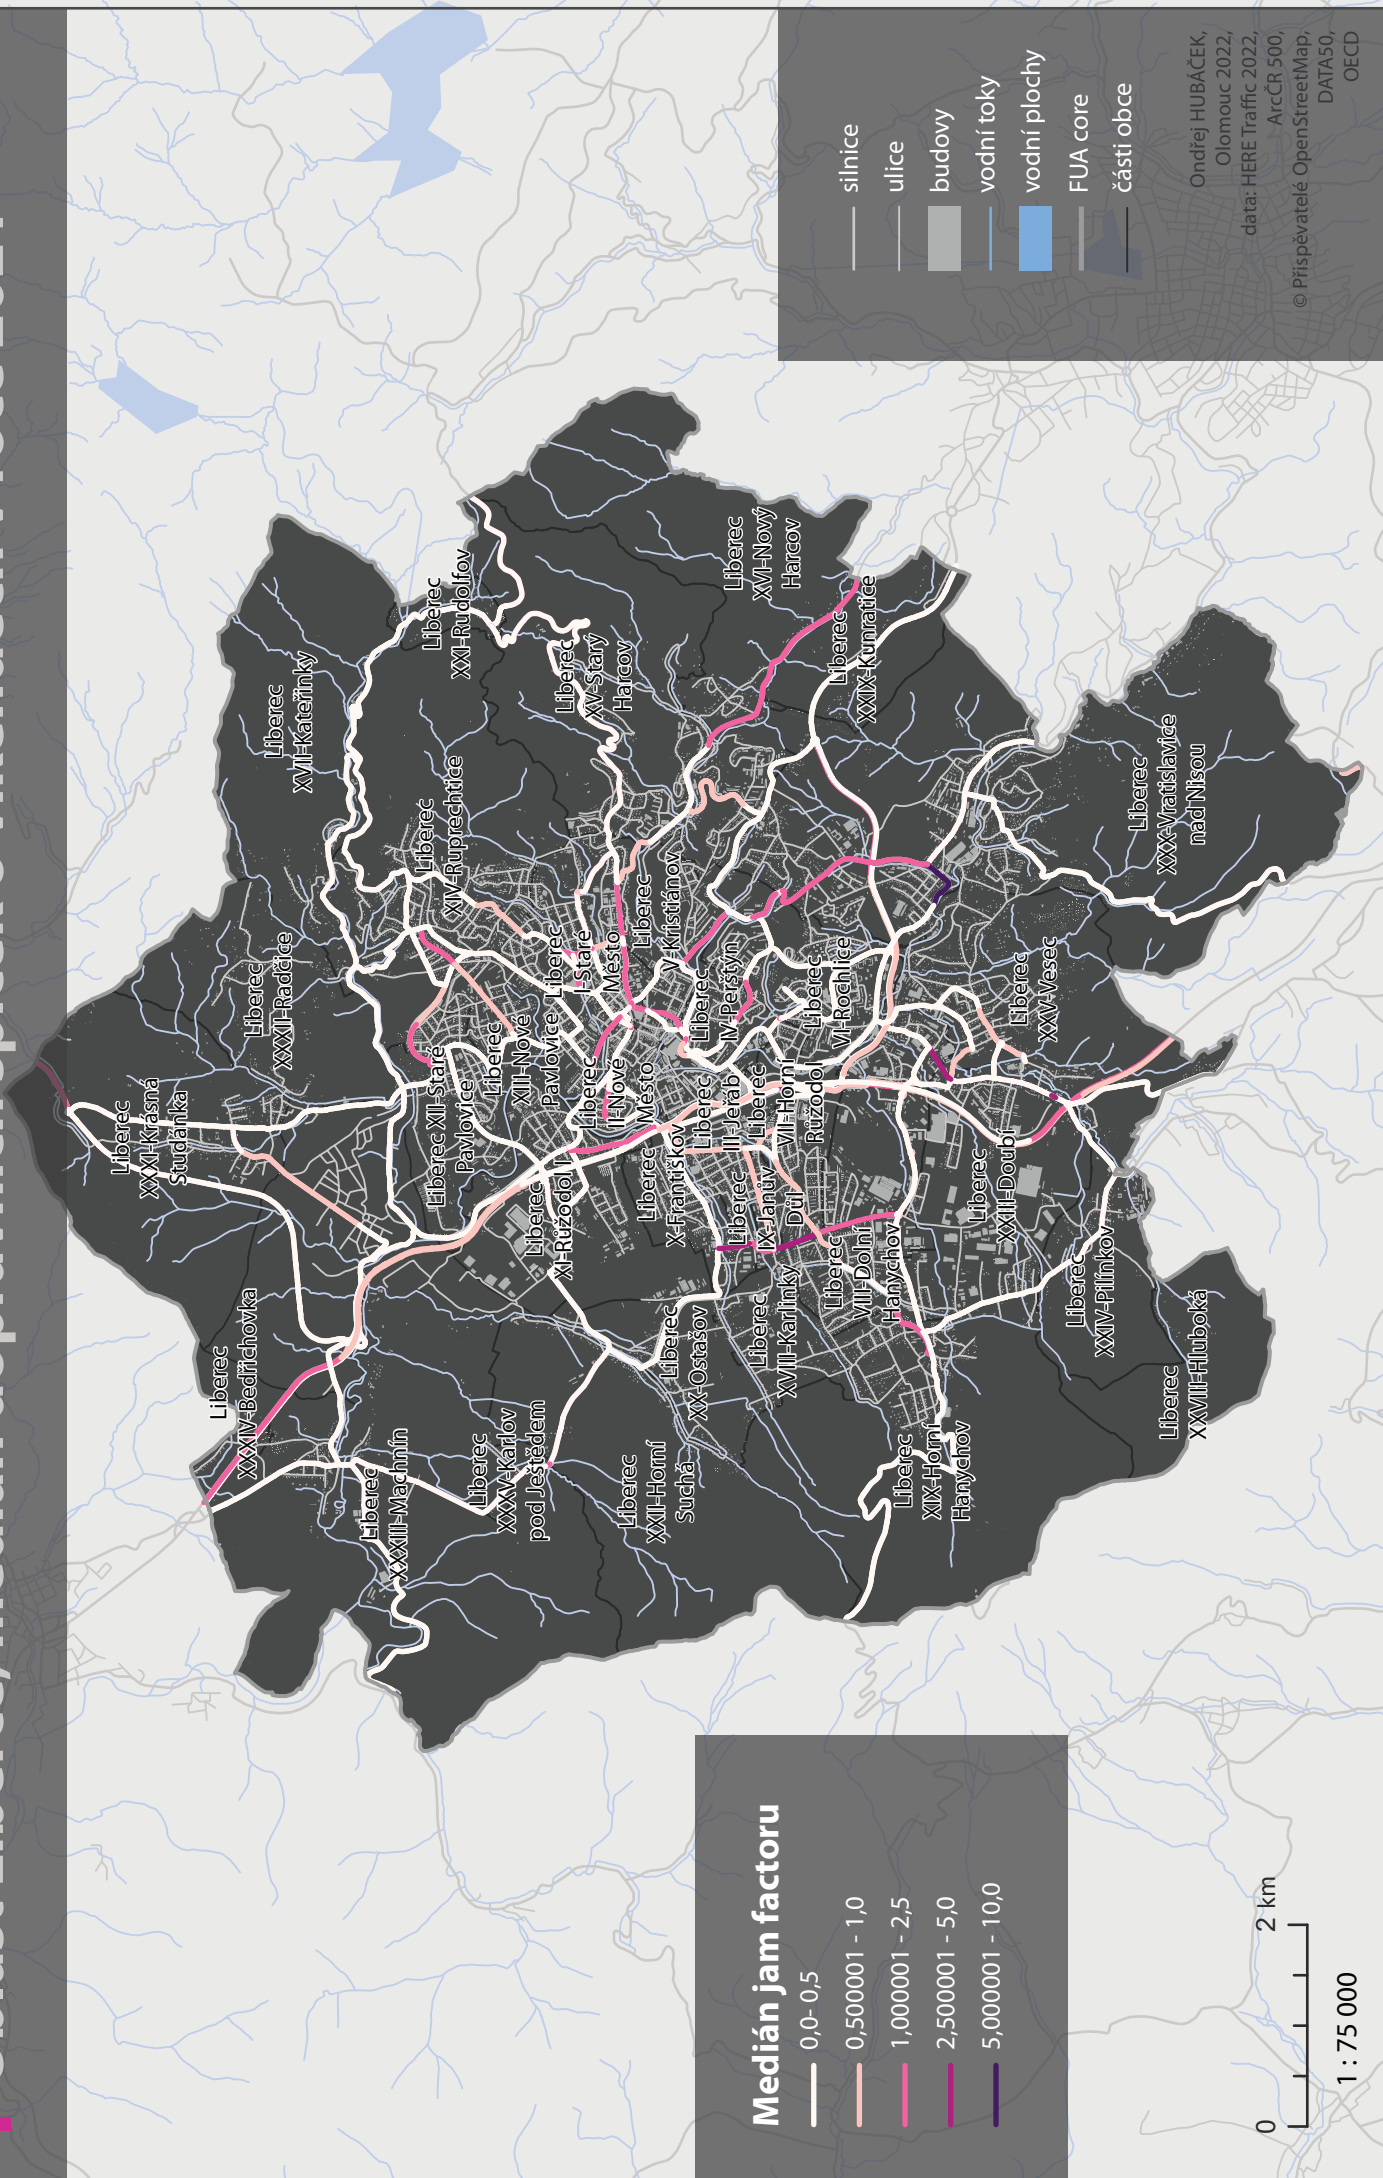 Liberec
XXXI-Krásná
Studánka
Liberec
XXXII-Radčice
Liberec
XVII-Kateřinky
Liberec
XXXIV-Bedřichovka
Liberec
XXXIII-Machnín
Liberec XII-Staré
Pavlovice
Liberec
XIV-Ruprechtice
Liberec
XXI-Rudolfov
Liberec
XXXV-Karlov
pod Ještědem
Liberec
XIII-Nové
Pavlovice
Liberec
XI-Růžodol I
Liberec
I-Staré
Město
Liberec
XV-Starý
Harcov
Liberec
II-Nové
Město
Liberec
XXII-Horní
Suchá
Liberec
X-Františkov
Liberec
V-Kristiánov
Liberec
XX-Ostašov
Liberec
III-Jeřáb
Liberec
IV-Perštýn
Liberec
XVI-Nový
Harcov
Liberec
IX-Janův
Důl
Liberec
VII-Horní
Růžodol
Liberec
XVIII-Karlinky
Liberec
VI-Rochlice
Liberec
VIII-Dolní
Hanychov
Liberec
XXIX-Kunratice
Liberec
XIX-Horní
Hanychov
Liberec
XXIII-Doubí
Liberec
XXV-Vesec
Liberec
XXIV-Pilínkov
Liberec
XXX-Vratislavice
nad Nisou
Liberec
XXVIII-Hluboká
Medián jam factoru
0,0- 0,5
0,500001 - 1,0
1,000001 - 2,5
2,500001 - 5,0
5,000001 - 10,0
0 2 km
1 : 75 000
silnice
ulice
budovy
vodní toky
vodní plochy
FUA core
části obce
Ondřej HUBÁČEK,
Olomouc 2022,
data: HERE Traffic 2022,
ArcČR 500,
© Přispěvatelé OpenStreetMap,
DATA50,
OECD